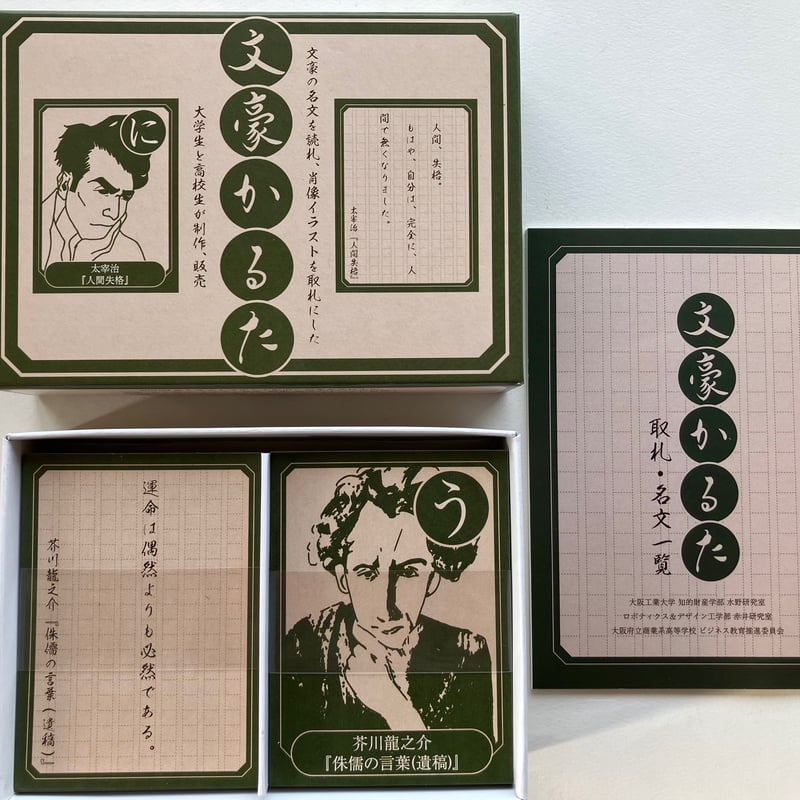 文豪かるた
文豪の名文を読札、肖像イラストを取札にした
大学生と高校生が制作、販売
に
太宰治
『人間失格』
人間、失格。
もはや、自分は、完全に、人
間で無くなりました。
太宰治『人間失格』
運命は偶然よりも必然である。
芥川龍之介『侏儒の言葉(遺稿)』
う
芥川龍之介
『侏儒の言葉(遺稿)』
文豪かるた
取札・名文一覧
大阪工業大学 知的財産学部 水野研究室
ロボティクス&デザイン工学部 赤井研究室
大阪府立商業系高等学校 ビジネス教育推進委員会